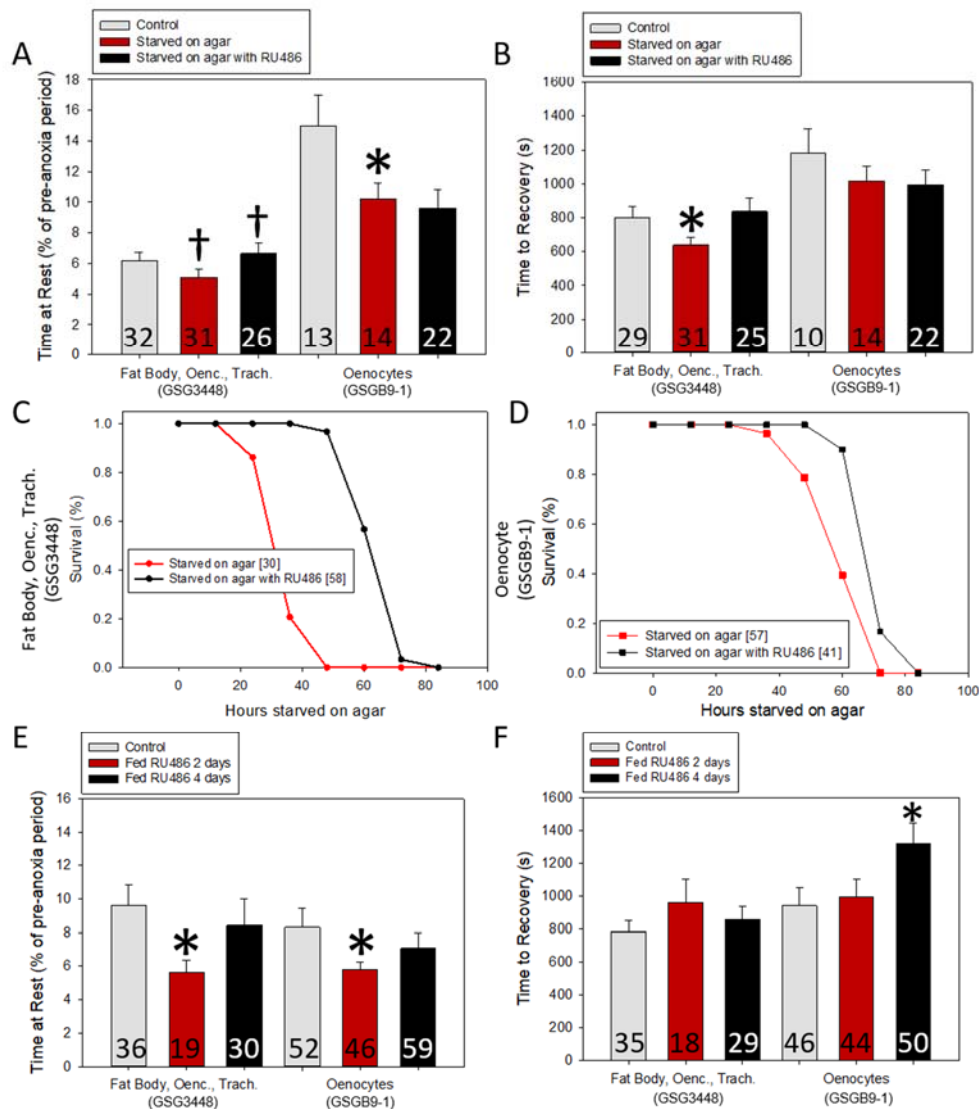 A
Control
Starved on agar
Starved on agar with RU486
Time at Rest (% of pre-anoxia period)
18
16
14
12
10
8
6
4
2
0
†
†
*
32
31
26
13
14
22
Fat Body, Oenc., Trach.
(GSG3448)
Oenocytes
(GSGB9-1)
B
Control
Starved on agar
Starved on agar with RU486
Time to Recovery (s)
1600
1400
1200
1000
800
600
400
200
0
*
29
31
25
10
14
22
Fat Body, Oenc., Trach.
(GSG3448)
Oenocytes
(GSGB9-1)
C
Fat Body, Oenc., Trach.
(GSG3448)
Survival (%)
1.0
0.8
0.6
0.4
0.2
0.0
Starved on agar [30]
Starved on agar with RU486 [58]
0 20 40 60 80 100
Hours starved on agar
D
Oenocyte
(GSGB9-1)
Survival (%)
1.0
0.8
0.6
0.4
0.2
0.0
Starved on agar [57]
Starved on agar with RU486 [41]
0 20 40 60 80 100
Hours starved on agar
E
Control
Fed RU486 2 days
Fed RU486 4 days
Time at Rest (% of pre-anoxia period)
16
14
12
10
8
6
4
2
0
*
*
36
19
30
52
46
59
Fat Body, Oenc., Trach.
(GSG3448)
Oenocytes
(GSGB9-1)
F
Control
Fed RU486 2 days
Fed RU486 4 days
Time to Recovery (s)
1600
1400
1200
1000
800
600
400
200
0
*
35
18
29
46
44
50
Fat Body, Oenc., Trach.
(GSG3448)
Oenocytes
(GSGB9-1)